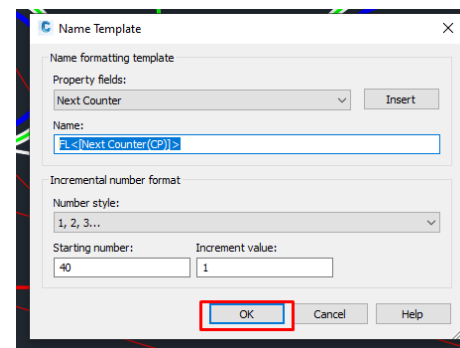 C Name Template
Name formatting template
Property fields:
Next Counter
Insert
Name:
FL<[Next Counter(CP)]>
Incremental number format
Number style:
1, 2, 3...
Starting number:
Increment value:
40
1
OK
Cancel
Help